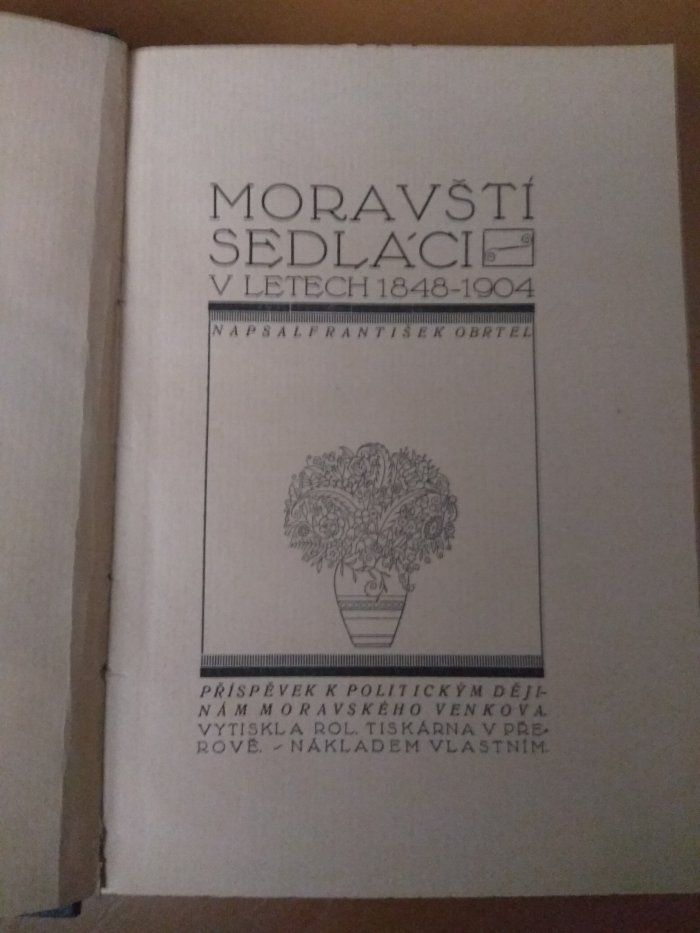 MORAVŠTÍ
SEDLÁCI
V LETECH 1848-1904
NAPSAL FRANTIŠEK OBRTEL
PŘÍSPĚVEK K POLITICKÝM DĚJI-
NÁM MORAVSKÉHO VENKOVA.
VYTISKLA ROL. TISKÁRNA V PŘE-
ROVĚ. - NÁKLADEM VLASTNÍM.